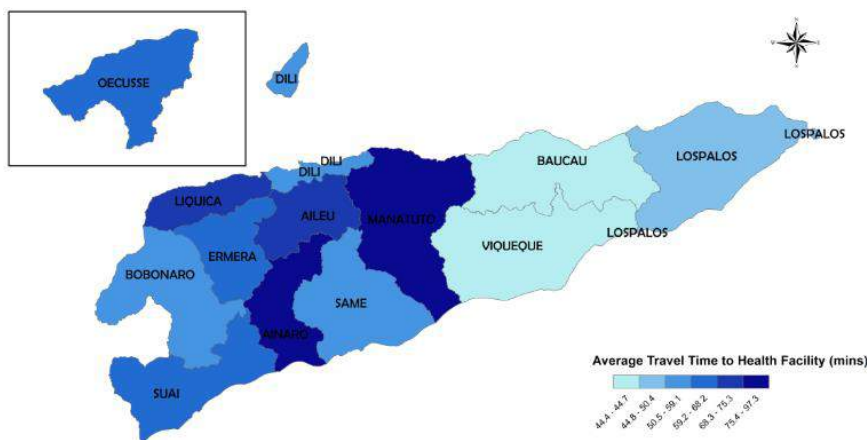 N
W
E
S
OECUSSE
DILI
DILI
DILI
BAUCAU
LOSPALOS
LOSPALOS
LIQUICA
AILEU
MANATUTO
LOSPALOS
VIQUEQUE
ERMERA
BOBONARO
SAME
AINARO
SUAI
Average Travel Time to Health Facility (mins)
44.4 - 44.7
44.8 - 50.4
50.5 - 59.1
59.2 - 68.2
68.3 - 75.3
75.4 - 97.3